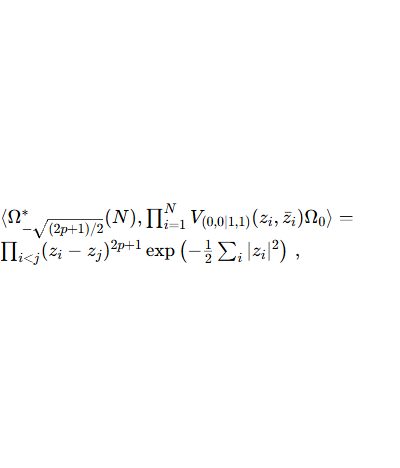 ⟨Ω*_{−√((2p+1)/2)}(N), ∏_{i=1}^{N} V_{(0,0|1,1)}(z_i, z̄_i)Ω_0⟩ =
∏_{i<j}(z_i − z_j)^{2p+1} exp(−½ ∑_i |z_i|²) ,